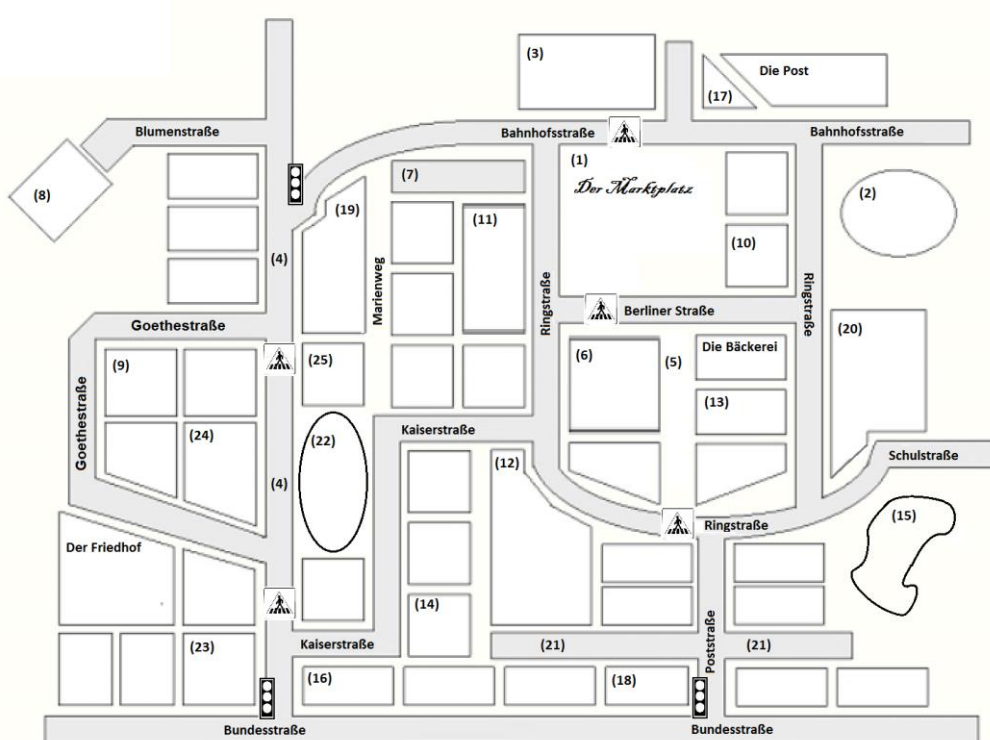 (3)
Die Post
(17)
Blumenstraße
Bahnhofsstraße
Bahnhofsstraße
(8)
(7)
(1)
Der Marktplatz
(2)
(19)
(11)
(10)
(4)
Marienweg
Ringstraße
Ringstraße
Goethestraße
Berliner Straße
(20)
(9)
(25)
(6)
(5)
Die Bäckerei
(13)
Goethestraße
(24)
(22)
Kaiserstraße
(12)
Schulstraße
(4)
(15)
Ringstraße
Der Friedhof
(14)
(23)
Kaiserstraße
(21)
Poststraße
(21)
(16)
(18)
Bundesstraße
Bundesstraße